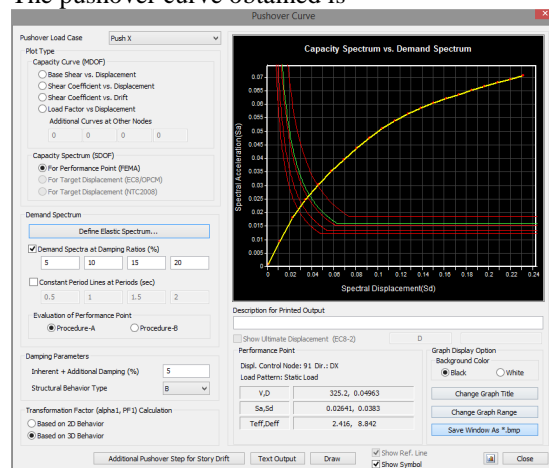 The pushover curve obtained is
Pushover Curve
Pushover Load Case Push X
Plot Type
Capacity Curve (MDOF)
Base Shear vs. Displacement
Shear Coefficient vs. Displacement
Shear Coefficient vs. Drift
Load Factor vs Displacement
Additional Curves at Other Nodes
0 0 0 0
Capacity Spectrum (SDOF)
For Performance Point (FEMA)
For Target Displacement (EC8/OPCM)
For Target Displacement (NTC2008)
Demand Spectrum
Define Elastic Spectrum...
Demand Spectra at Damping Ratios (%)
5 10 15 20
Constant Period Lines at Periods (sec)
0.5 1 1.5 2
Evaluation of Performance Point
Procedure-A Procedure-B
Damping Parameters
Inherent + Additional Damping (%) 5
Structural Behavior Type B
Transformation Factor (alpha1, PF1) Calculation
Based on 2D Behavior
Based on 3D Behavior
Capacity Spectrum vs. Demand Spectrum
Spectral Acceleration(Sa)
0.07
0.065
0.06
0.055
0.05
0.045
0.04
0.035
0.03
0.025
0.02
0.015
0.01
0.005
0
0 0.02 0.04 0.06 0.08 0.1 0.12 0.14 0.16 0.18 0.2 0.22 0.24
Spectral Displacement(Sd)
Description for Printed Output
Show Ultimate Displacement (EC8-2) D
Performance Point
Displ. Control Node: 91 Dir.: DX
Load Pattern: Static Load
V,D 325.2, 0.04963
Sa,Sd 0.02641, 0.0383
Teff,Deff 2.416, 8.842
Graph Display Option
Background Color
Black White
Change Graph Title
Change Graph Range
Save Window As *.bmp
Additional Pushover Step for Story Drift Text Output Draw Show Ref. Line
Show Symbol Close